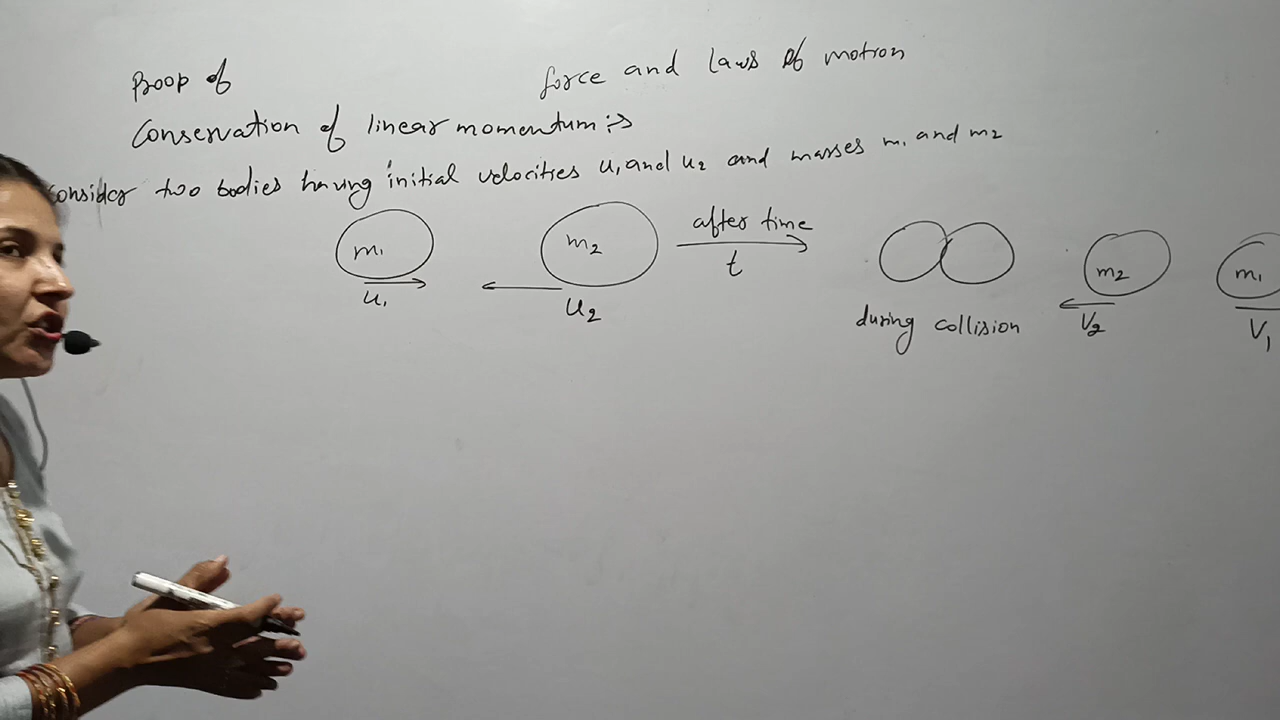 Proop of
force and laws of motion
Conservation of linear momentum :→
Consider two bodies having initial velocities u1 and u2 and masses m1 and m2
m1
u1
m2
u2
after time
t
during collision
m2
V2
m1
V1